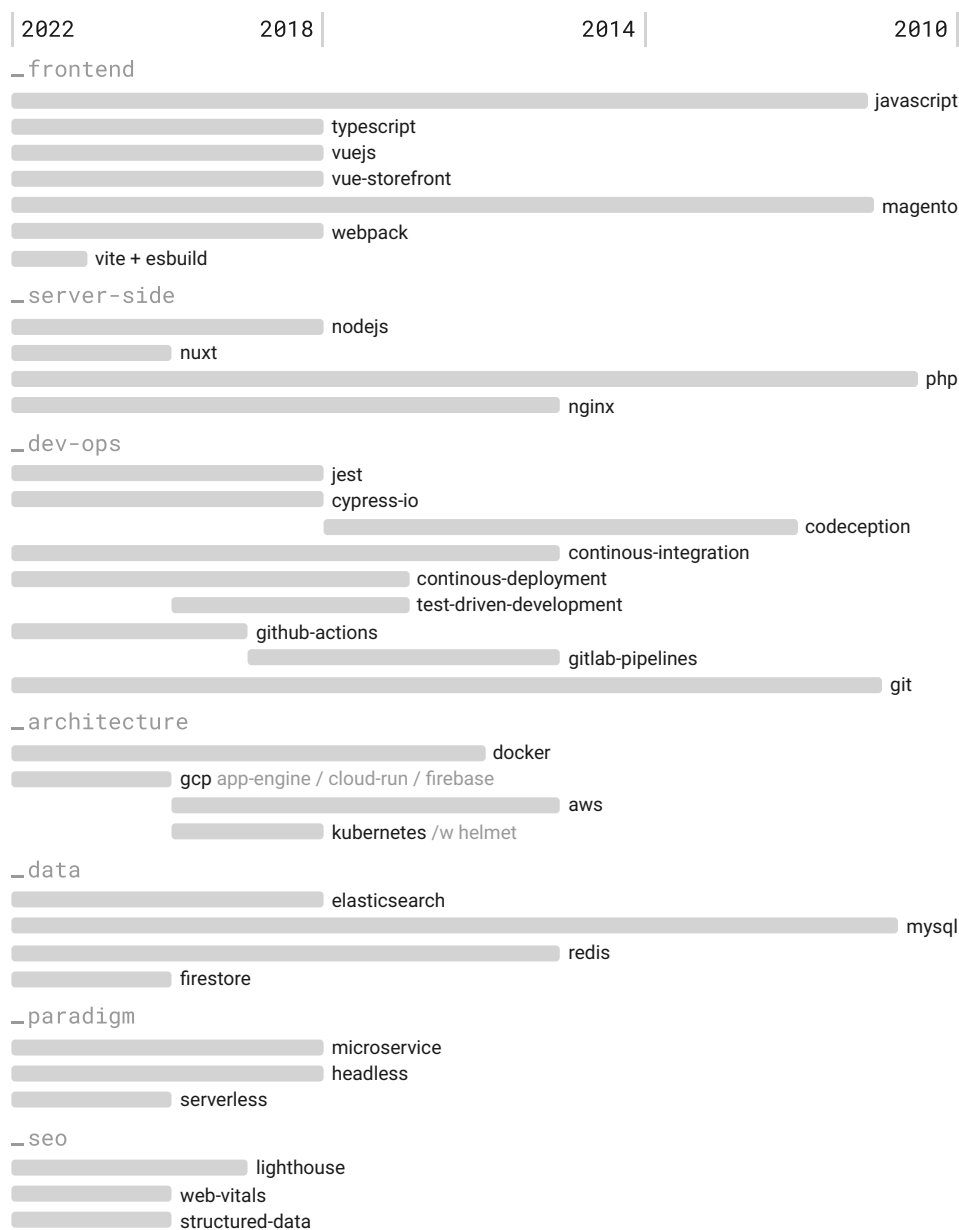 2022 2018 2014 2010
_frontend
javascript
typescript
vuejs
vue-storefront
magento
webpack
vite + esbuild
_server-side
nodejs
nuxt
php
nginx
_dev-ops
jest
cypress-io
codeception
continous-integration
continous-deployment
test-driven-development
github-actions
gitlab-pipelines
git
_architecture
docker
gcp app-engine / cloud-run / firebase
aws
kubernetes /w helmet
_data
elasticsearch
mysql
redis
firestore
_paradigm
microservice
headless
serverless
_seo
lighthouse
web-vitals
structured-data